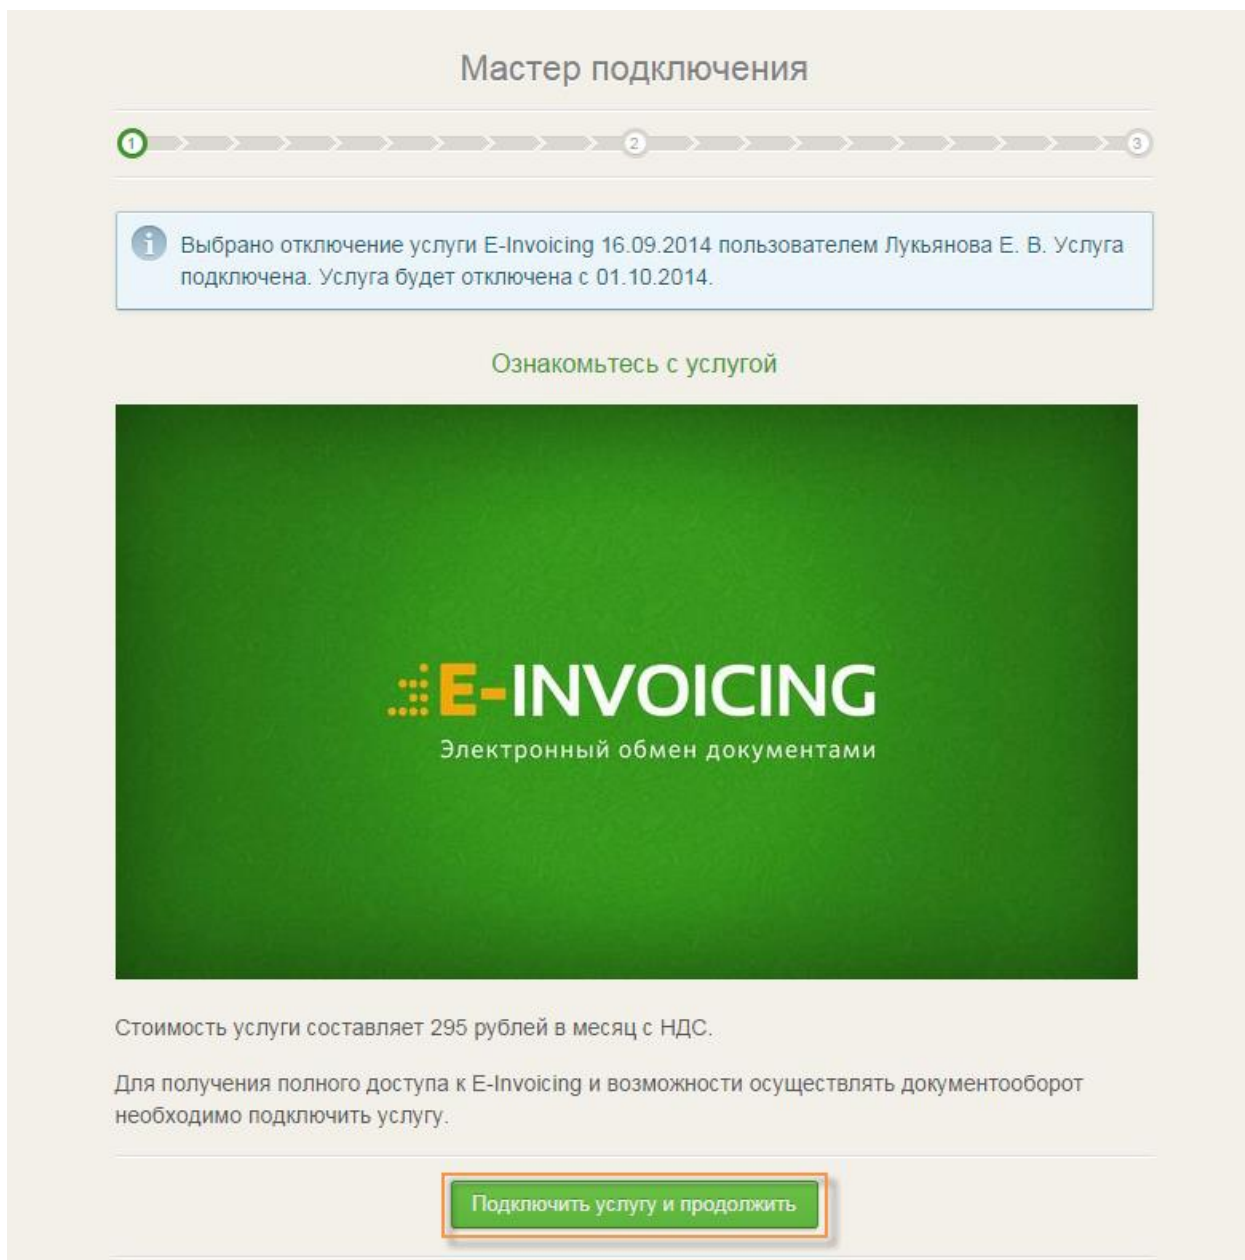 Мастер подключения
1 2 3
Выбрано отключение услуги E-Invoicing 16.09.2014 пользователем Лукьянова Е. В. Услуга
подключена. Услуга будет отключена с 01.10.2014.
Ознакомьтесь с услугой
E-INVOICING
Электронный обмен документами
Стоимость услуги составляет 295 рублей в месяц с НДС.
Для получения полного доступа к E-Invoicing и возможности осуществлять документооборот
необходимо подключить услугу.
Подключить услугу и продолжить